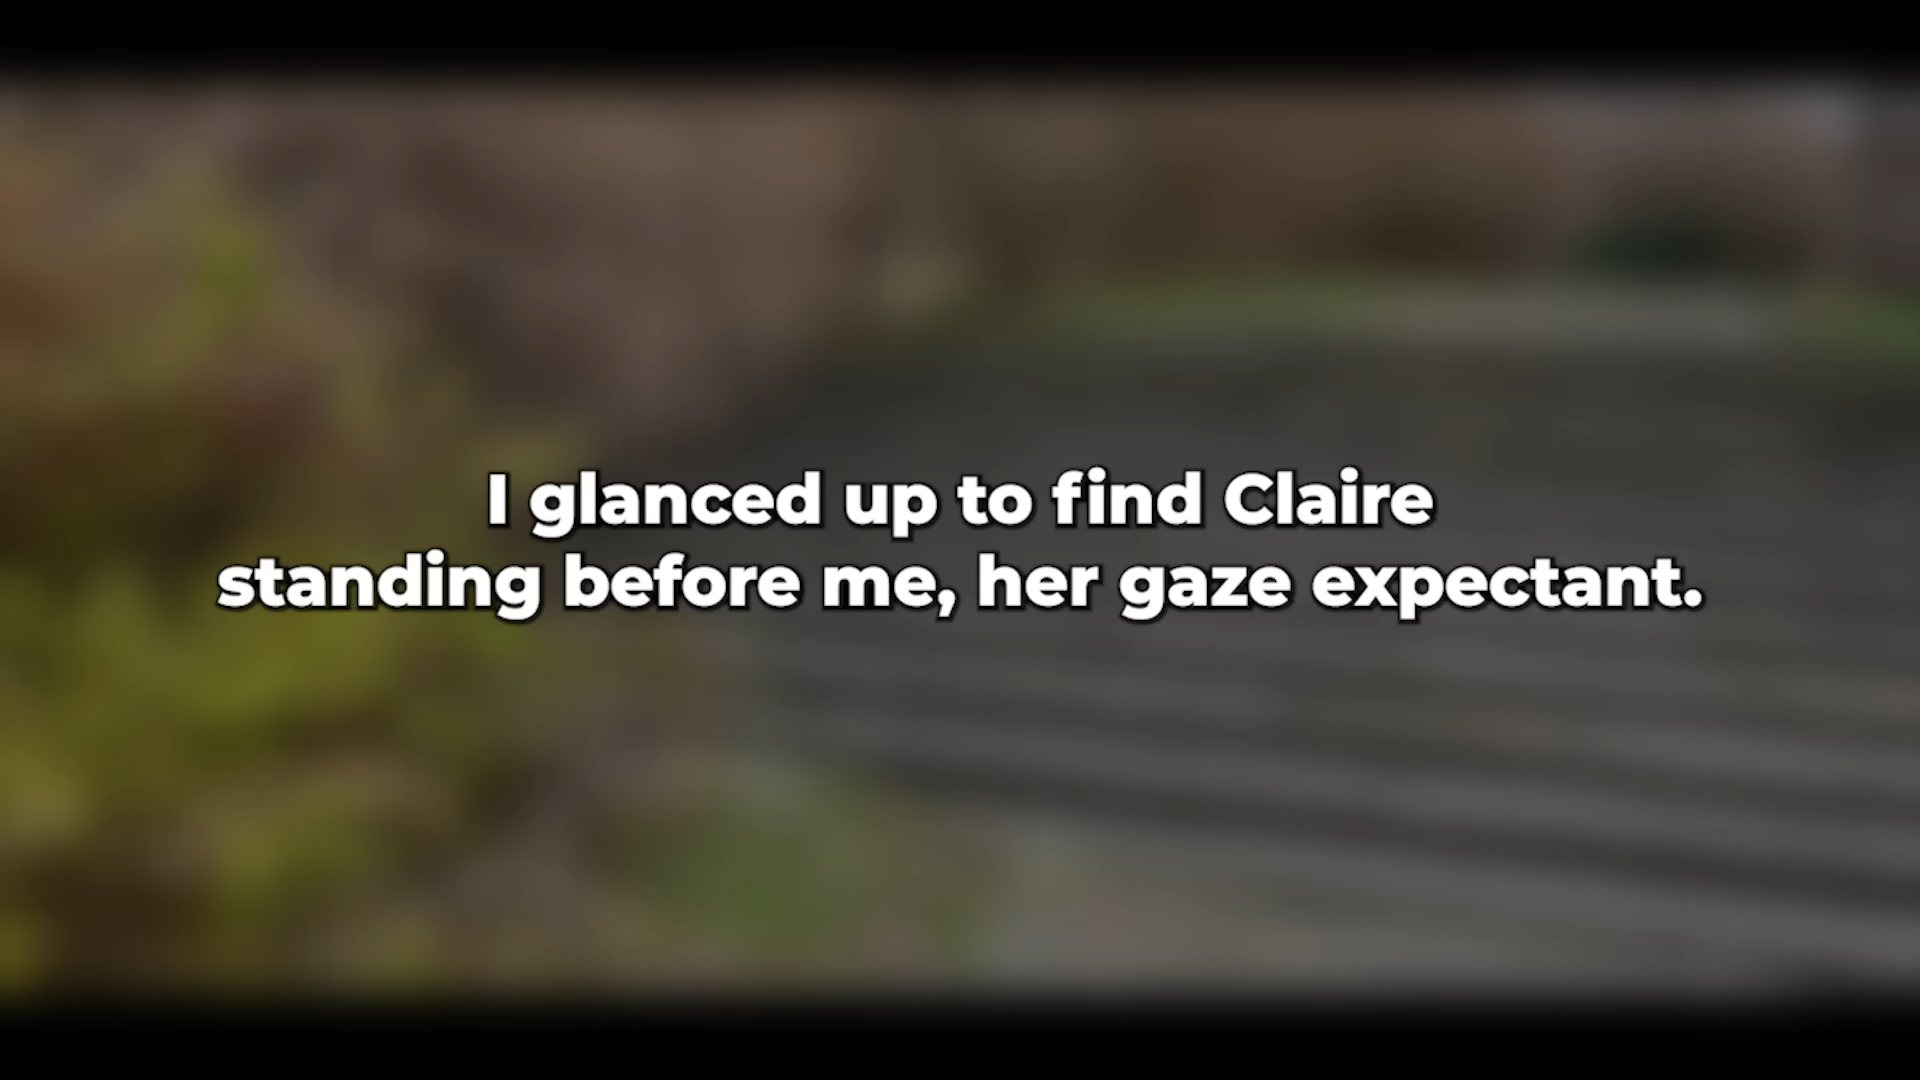 I glanced up to find Claire
standing before me, her gaze expectant.